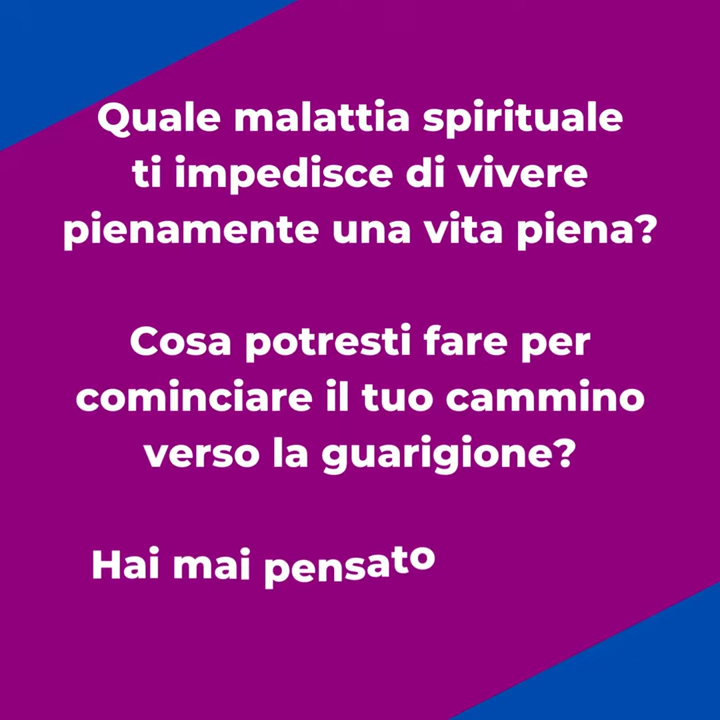 Quale malattia spirituale
ti impedisce di vivere
pienamente una vita piena?
Cosa potresti fare per
cominciare il tuo cammino
verso la guarigione?
Hai mai pensato